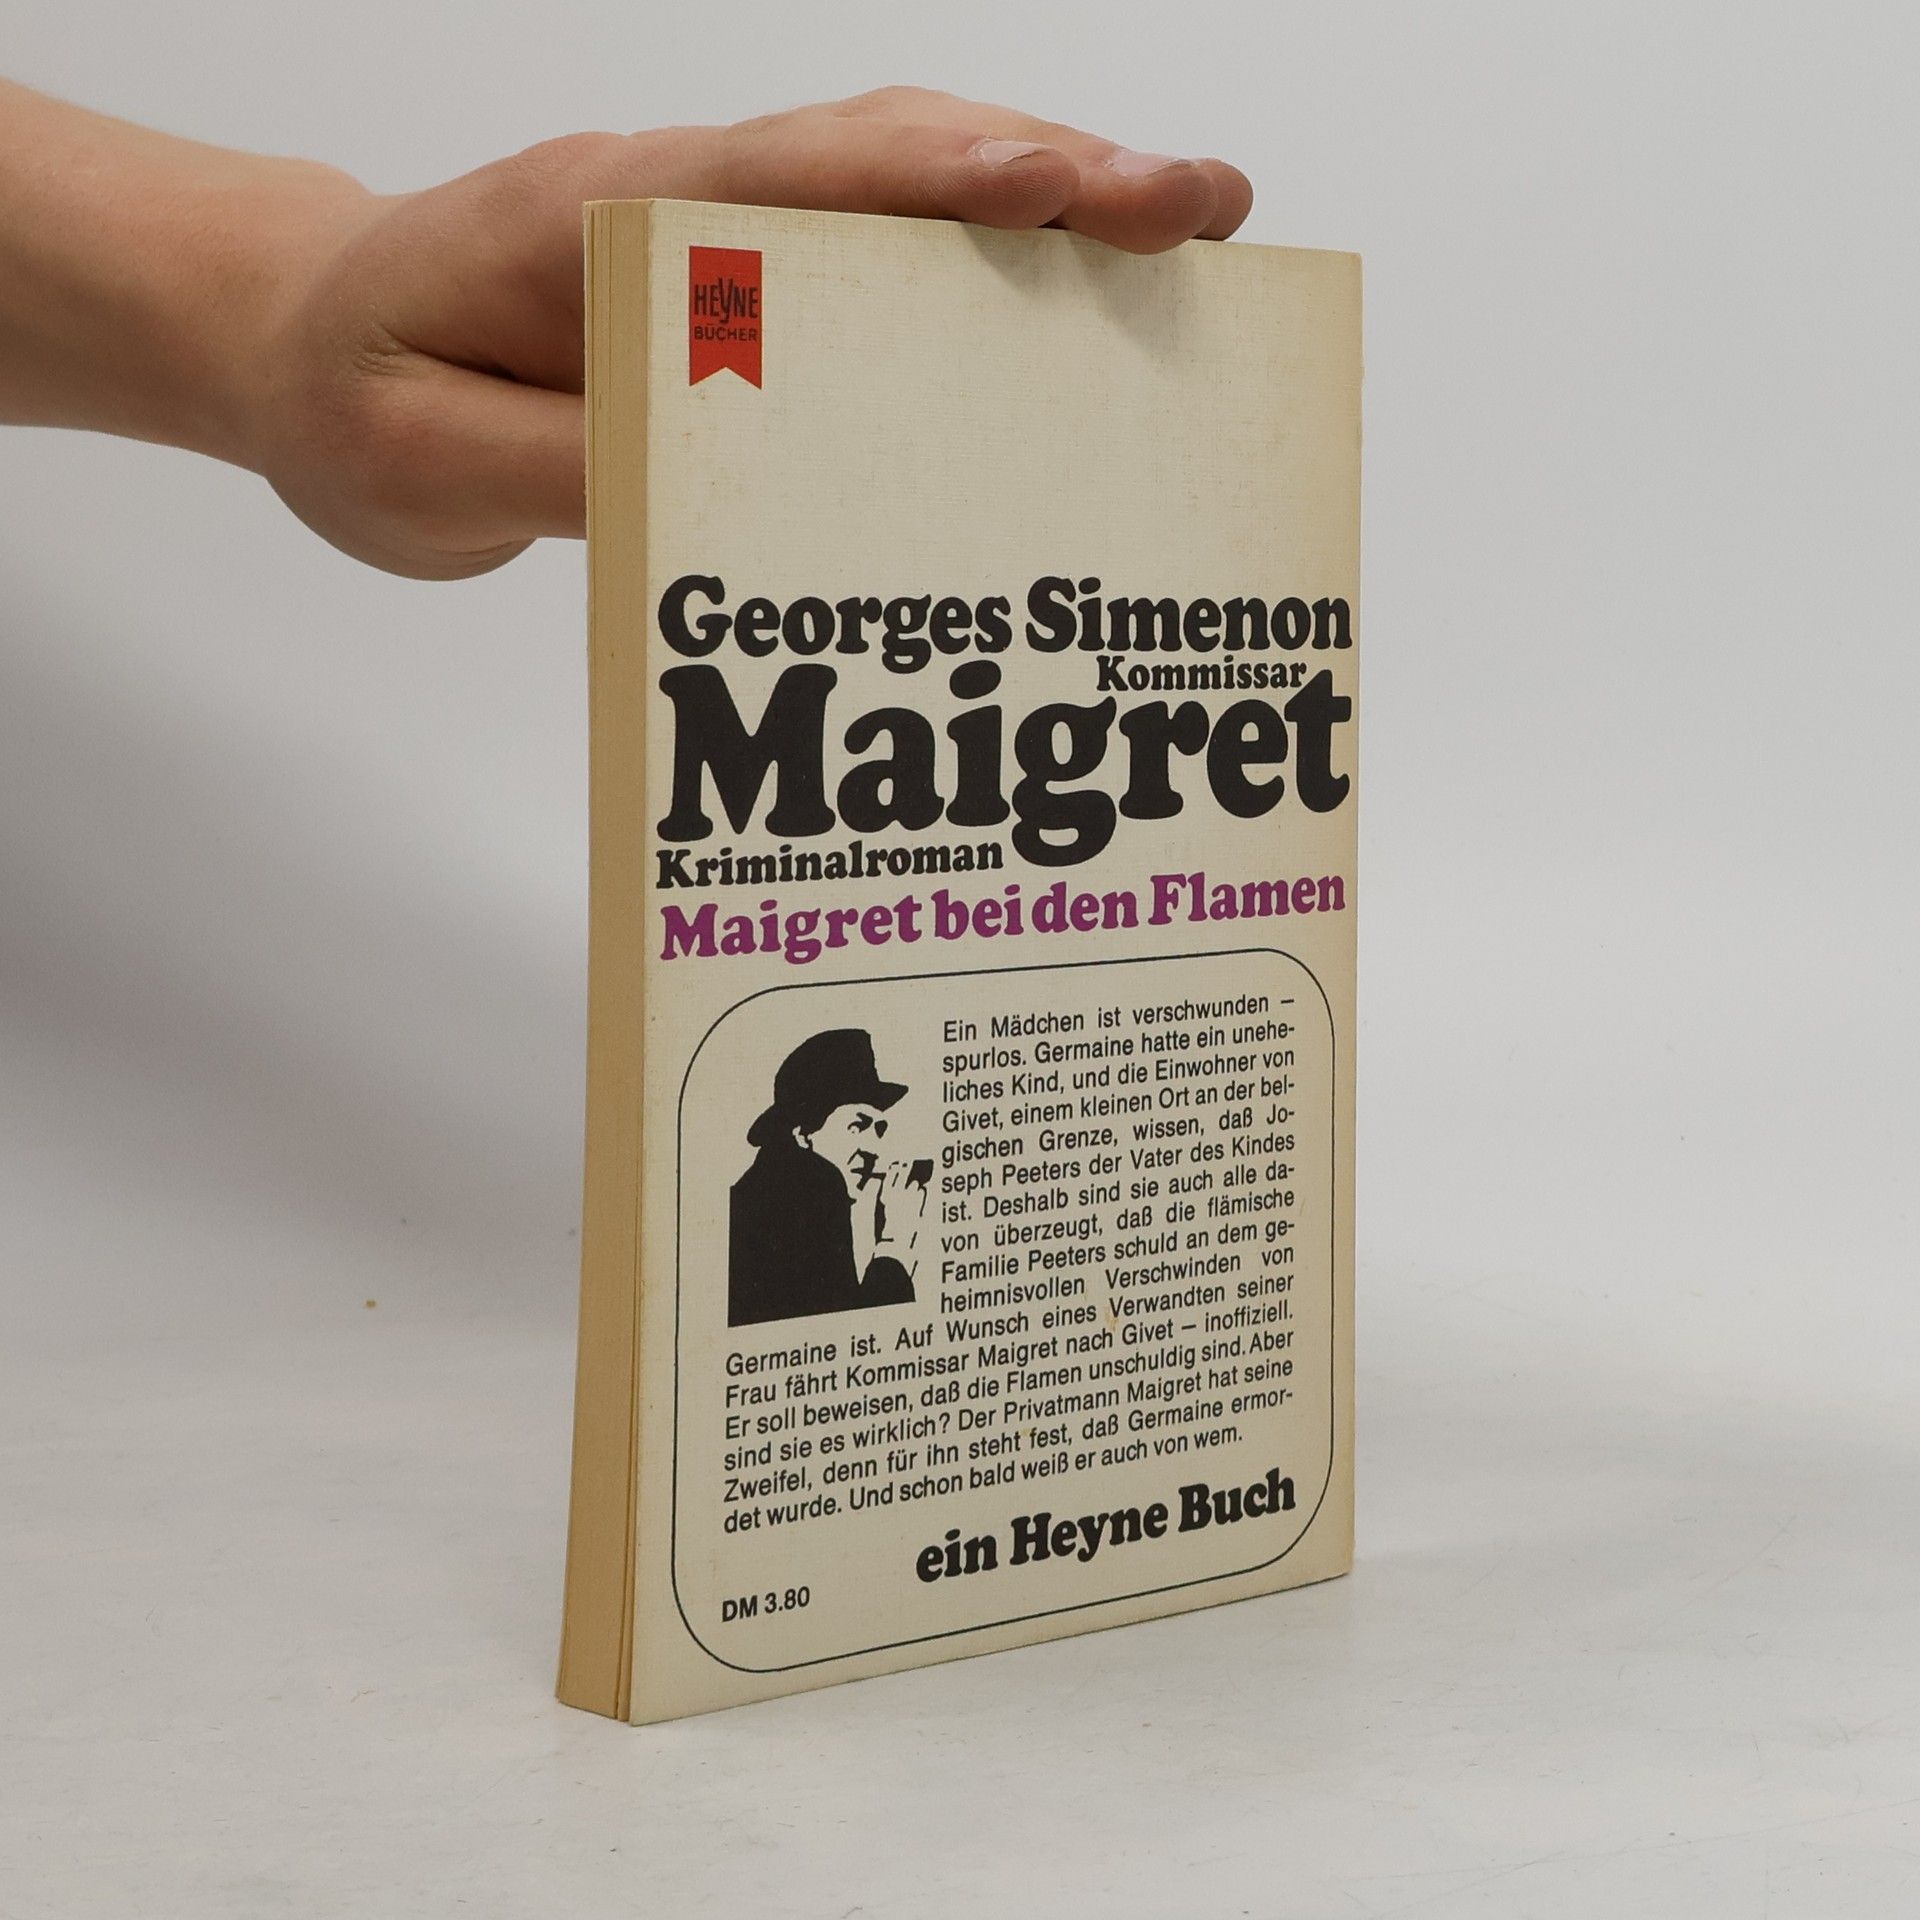 HEYNE
BÜCHER
Georges Simenon
Kommissar
Maigret
Kriminalroman
Maigret bei den Flamen
Ein Mädchen ist verschwunden –
spurlos. Germaine hatte ein unehe-
liches Kind, und die Einwohner von
Givet, einem kleinen Ort an der bel-
gischen Grenze, wissen, daß Jo-
seph Peeters der Vater des Kindes
ist. Deshalb sind sie auch alle da-
von überzeugt, daß die flämische
Familie Peeters schuld an dem ge-
heimnisvollen Verschwinden von
Germaine ist. Auf Wunsch eines Verwandten seiner
Frau fährt Kommissar Maigret nach Givet – inoffiziell.
Er soll beweisen, daß die Flamen unschuldig sind. Aber
sind sie es wirklich? Der Privatmann Maigret hat seine
Zweifel, denn für ihn steht fest, daß Germaine ermor-
det wurde. Und schon bald weiß er auch von wem.
ein Heyne Buch
DM 3.80